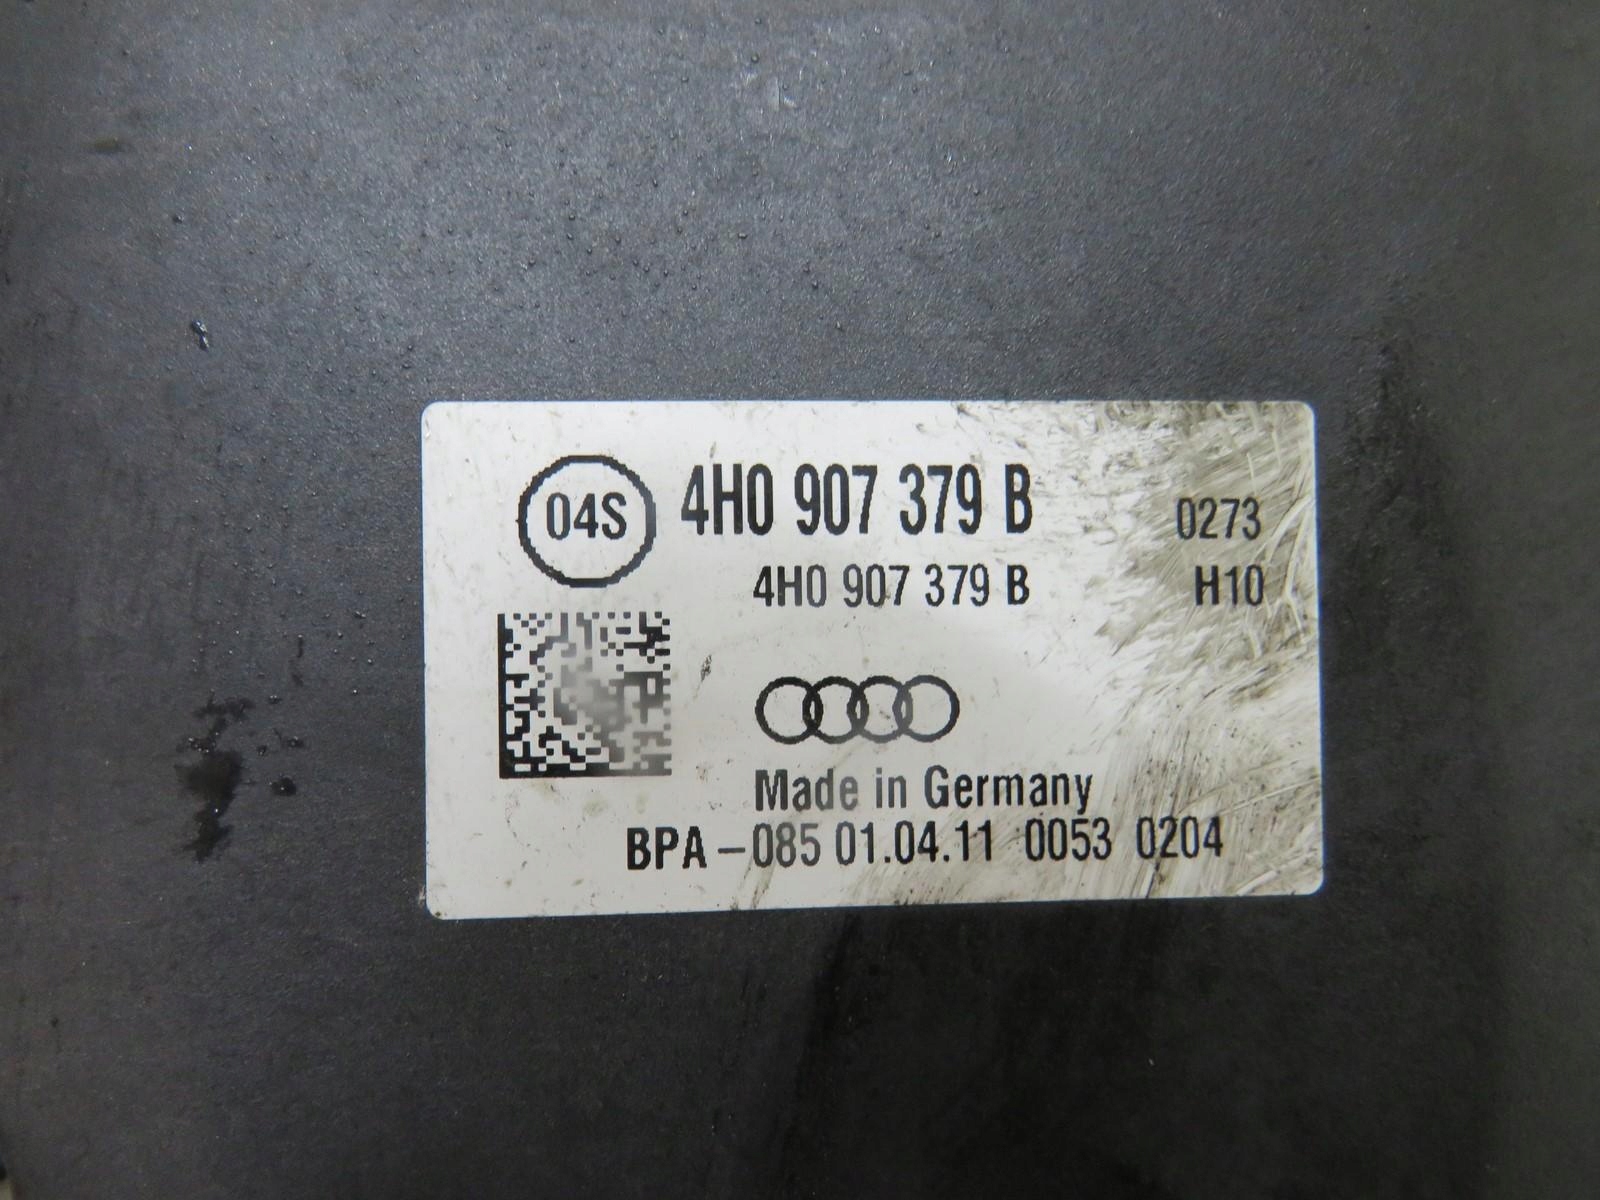 04S 4H0 907 379 B 0273
4H0 907 379 B H10
Made in Germany
BPA-085 01.04.11 0053 0204